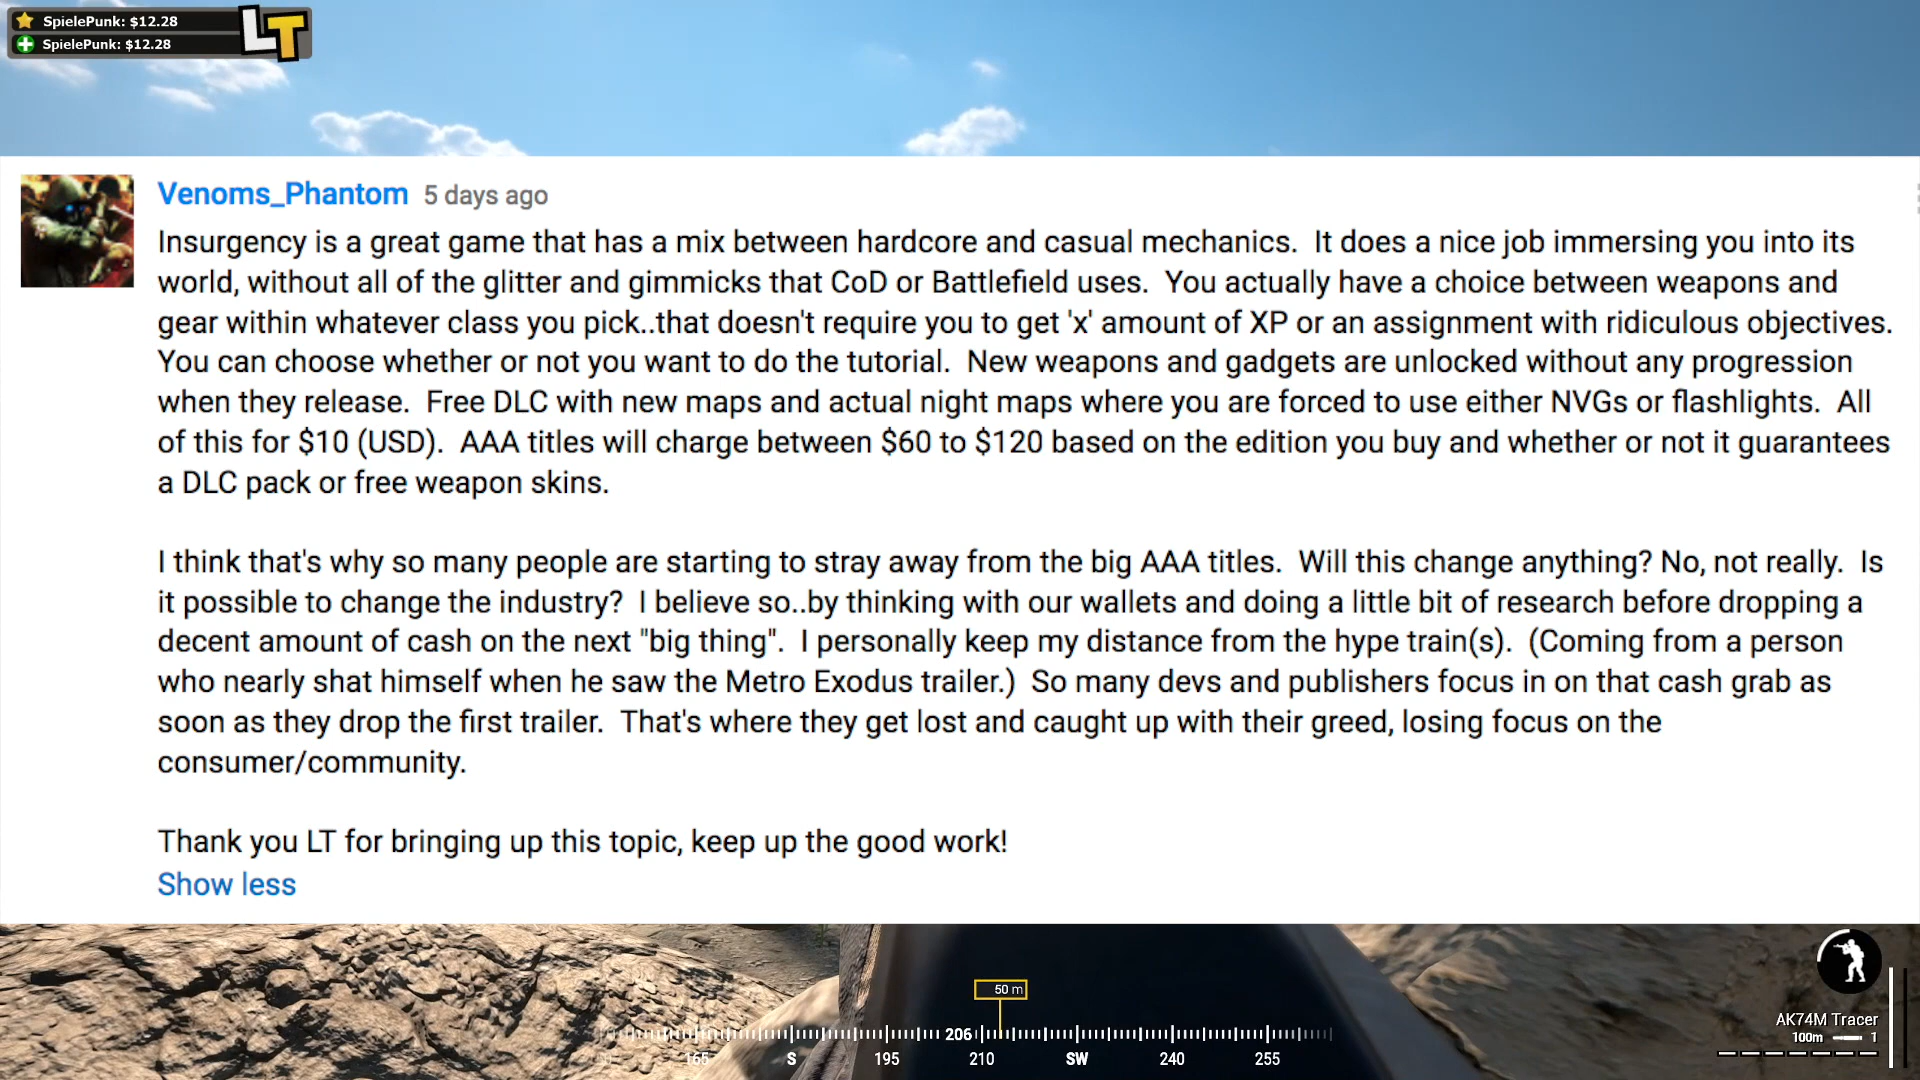 SpielePunk: $12.28
SpielePunk: $12.28
LT
Venoms_Phantom 5 days ago
Insurgency is a great game that has a mix between hardcore and casual mechanics.  It does a nice job immersing you into its
world, without all of the glitter and gimmicks that CoD or Battlefield uses.  You actually have a choice between weapons and
gear within whatever class you pick..that doesn't require you to get 'x' amount of XP or an assignment with ridiculous objectives.
You can choose whether or not you want to do the tutorial.  New weapons and gadgets are unlocked without any progression
when they release.  Free DLC with new maps and actual night maps where you are forced to use either NVGs or flashlights.  All
of this for $10 (USD).  AAA titles will charge between $60 to $120 based on the edition you buy and whether or not it guarantees
a DLC pack or free weapon skins.
I think that's why so many people are starting to stray away from the big AAA titles.  Will this change anything? No, not really.  Is
it possible to change the industry?  I believe so..by thinking with our wallets and doing a little bit of research before dropping a
decent amount of cash on the next "big thing".  I personally keep my distance from the hype train(s).  (Coming from a person
who nearly shat himself when he saw the Metro Exodus trailer.)  So many devs and publishers focus in on that cash grab as
soon as they drop the first trailer.  That's where they get lost and caught up with their greed, losing focus on the
consumer/community.
Thank you LT for bringing up this topic, keep up the good work!
Show less
50 m
206
165 S 195 210 SW 240 255
AK74M Tracer
100m 1